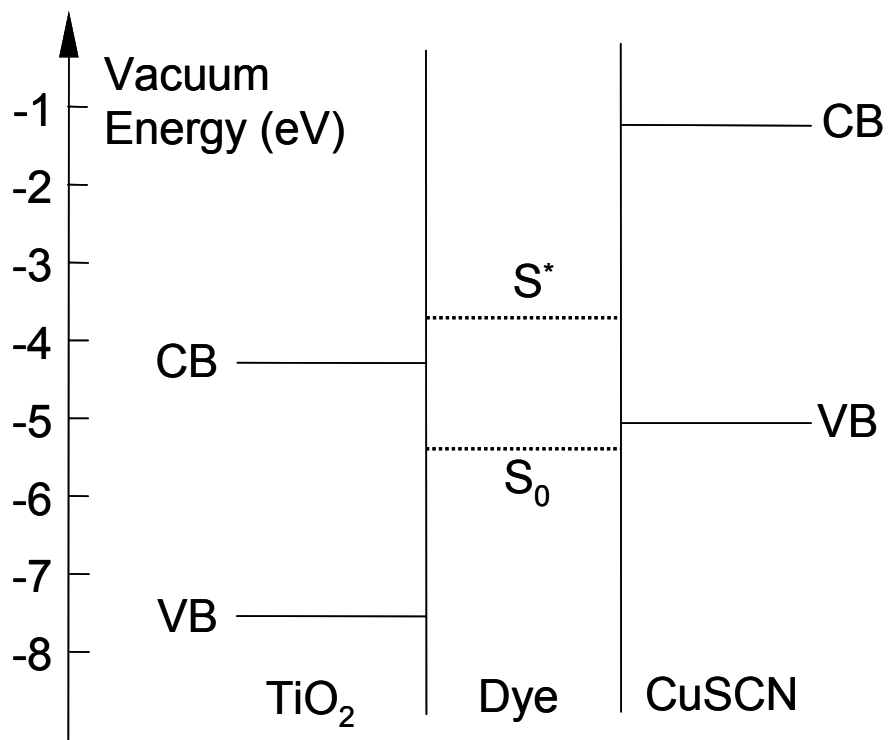 Vacuum
Energy (eV)
-1
-2
-3
-4
-5
-6
-7
-8
CB
VB
TiO₂
S*
S₀
Dye
CB
VB
CuSCN